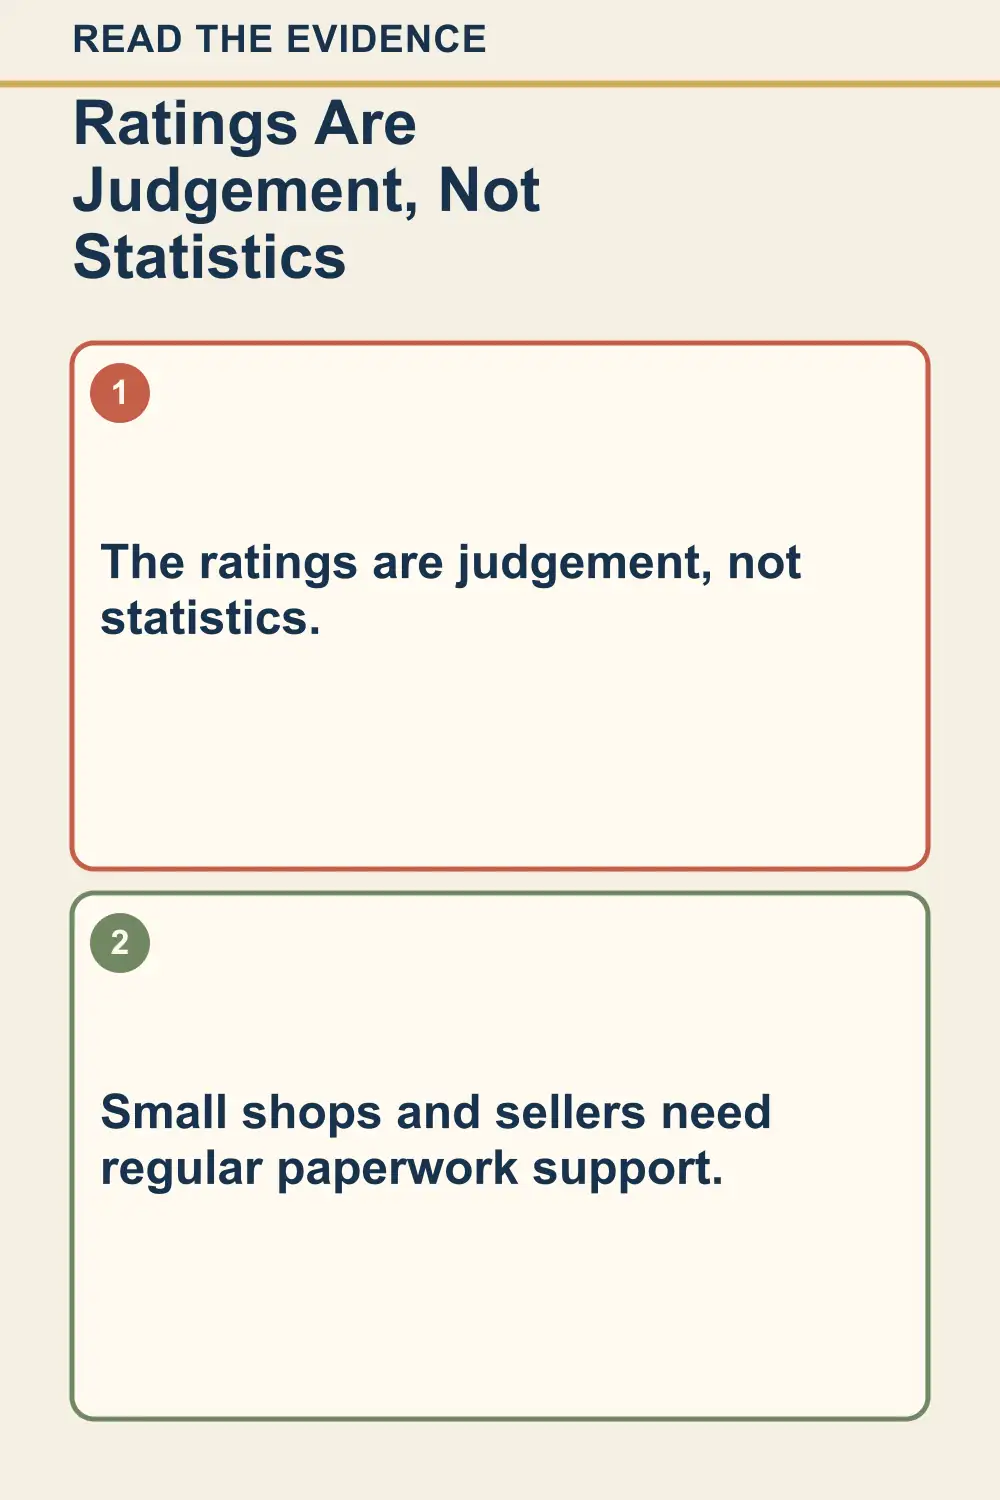 READ THE EVIDENCE
Ratings Are
Judgement, Not
Statistics
1
The ratings are judgement, not
statistics.
2
Small shops and sellers need
regular paperwork support.